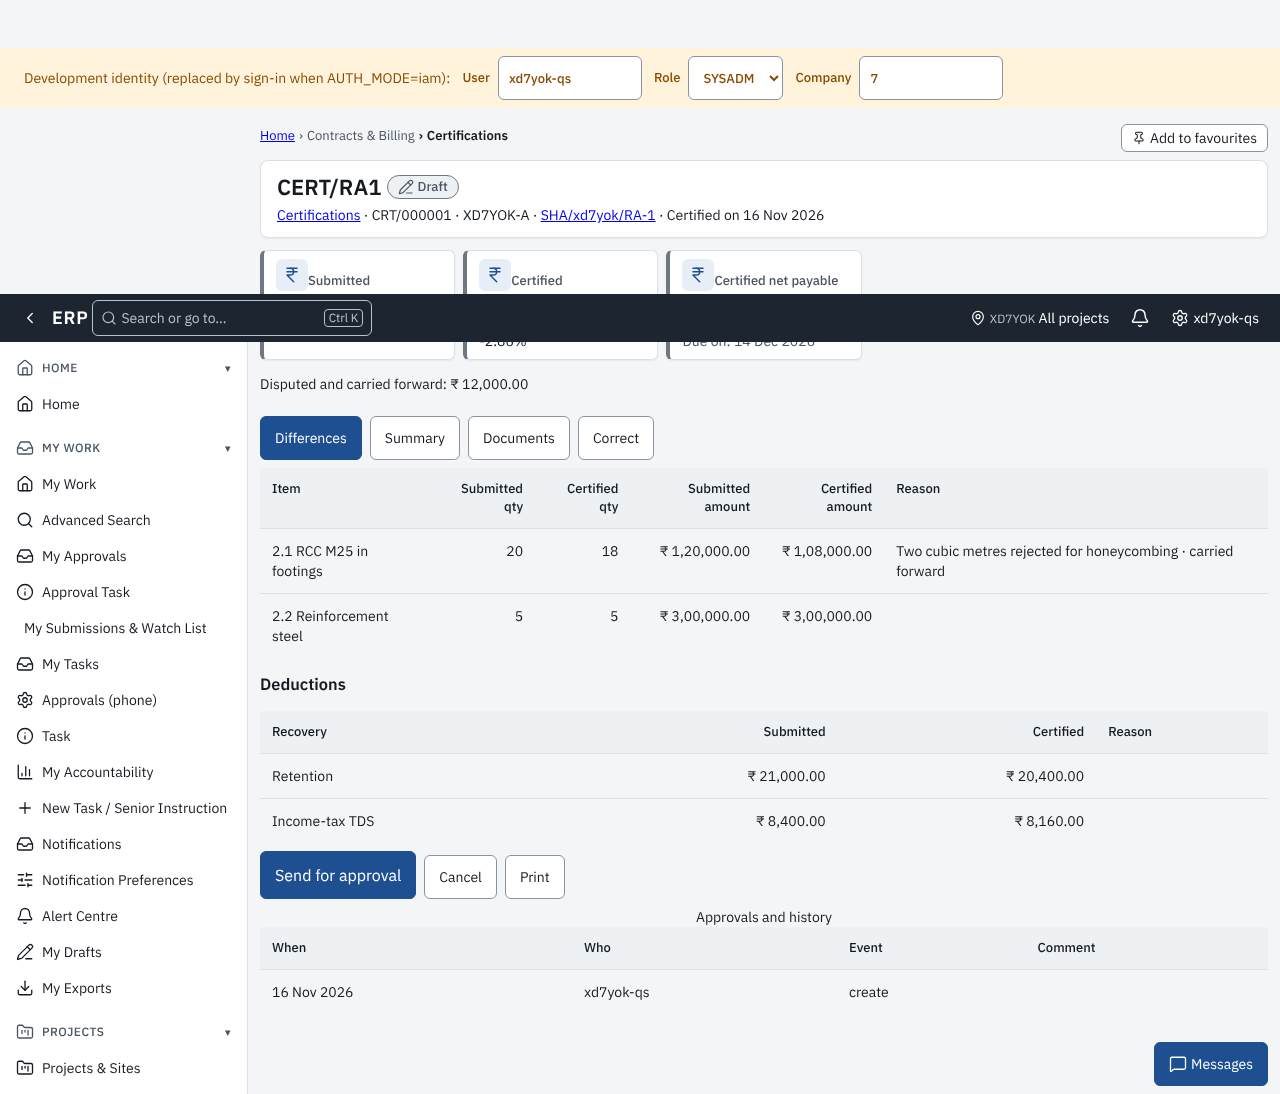 Development identity (replaced by sign-in when AUTH_MODE=iam): User xd7yok-qs Role SYSADM Company 7
Home › Contracts & Billing › Certifications
Add to favourites
CERT/RA1 Draft
Certifications · CRT/000001 · XD7YOK-A · SHA/xd7yok/RA-1 · Certified on 16 Nov 2026
₹ Submitted
₹ Certified
₹ Certified net payable
ERP Search or go to... Ctrl K XD7YOK All projects xd7yok-qs
Due on: 14 Dec 2026
HOME
Home
MY WORK
My Work
Advanced Search
My Approvals
Approval Task
My Submissions & Watch List
My Tasks
Approvals (phone)
Task
My Accountability
New Task / Senior Instruction
Notifications
Notification Preferences
Alert Centre
My Drafts
My Exports
PROJECTS
Projects & Sites
Disputed and carried forward: ₹ 12,000.00
Differences Summary Documents Correct
Item Submitted qty Certified qty Submitted amount Certified amount Reason
2.1 RCC M25 in footings 20 18 ₹ 1,20,000.00 ₹ 1,08,000.00 Two cubic metres rejected for honeycombing · carried forward
2.2 Reinforcement steel 5 5 ₹ 3,00,000.00 ₹ 3,00,000.00
Deductions
Recovery Submitted Certified Reason
Retention ₹ 21,000.00 ₹ 20,400.00
Income-tax TDS ₹ 8,400.00 ₹ 8,160.00
Send for approval Cancel Print
Approvals and history
When Who Event Comment
16 Nov 2026 xd7yok-qs create
Messages